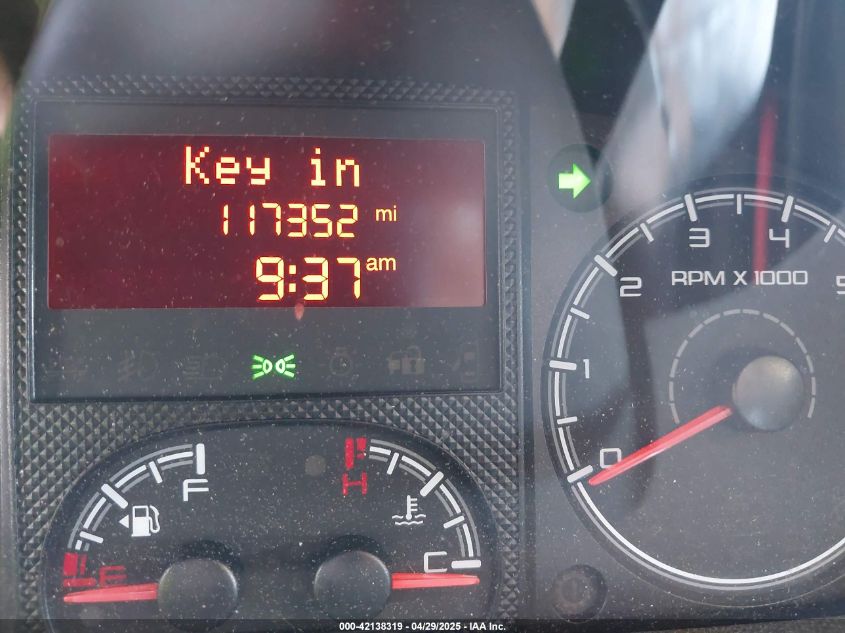 Key in
117352 mi
9:37 am
0
1
2
3
4
5
RPM X 1000
F
E
H
C
000-42138319 - 04/29/2025 - IAA Inc.